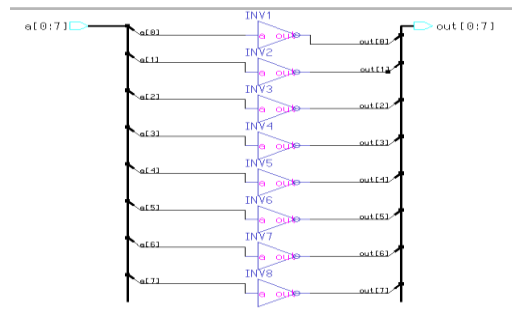 INV1
a[0:7] a[0] a out out[0] out[0:7]
INV2
a[1] a out out[1]
INV3
a[2] a out out[2]
INV4
a[3] a out out[3]
INV5
a[4] a out out[4]
INV6
a[5] a out out[5]
INV7
a[6] a out out[6]
INV8
a[7] a out out[7]